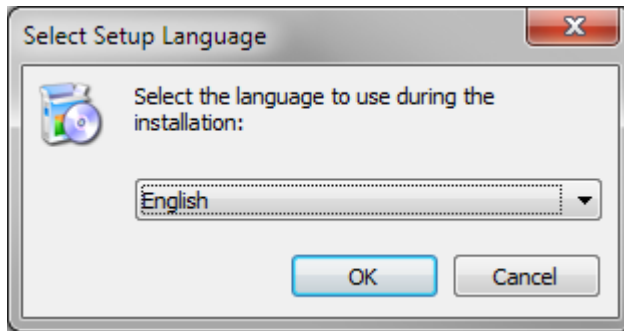 Select Setup Language
Select the language to use during the
installation:
English
OK
Cancel